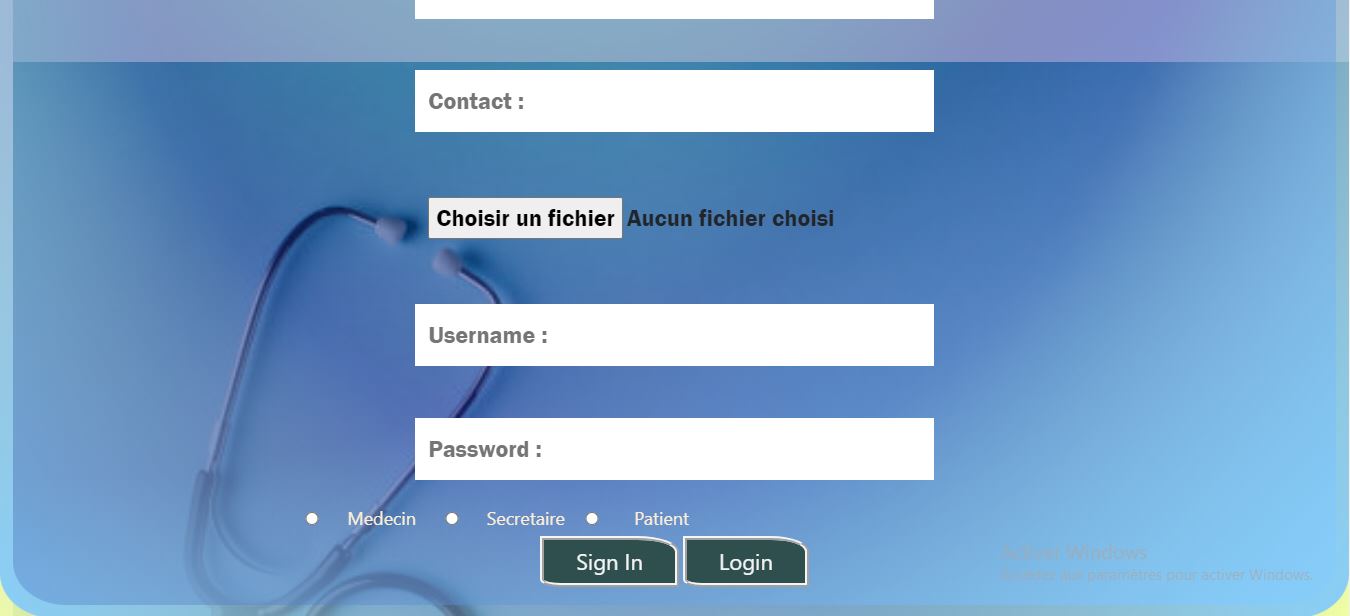 Contact :
Choisir un fichier Aucun fichier choisi
Username :
Password :
Medecin Secretaire Patient
Sign In Login
Activer Windows
Accédez aux paramètres pour activer Windows.